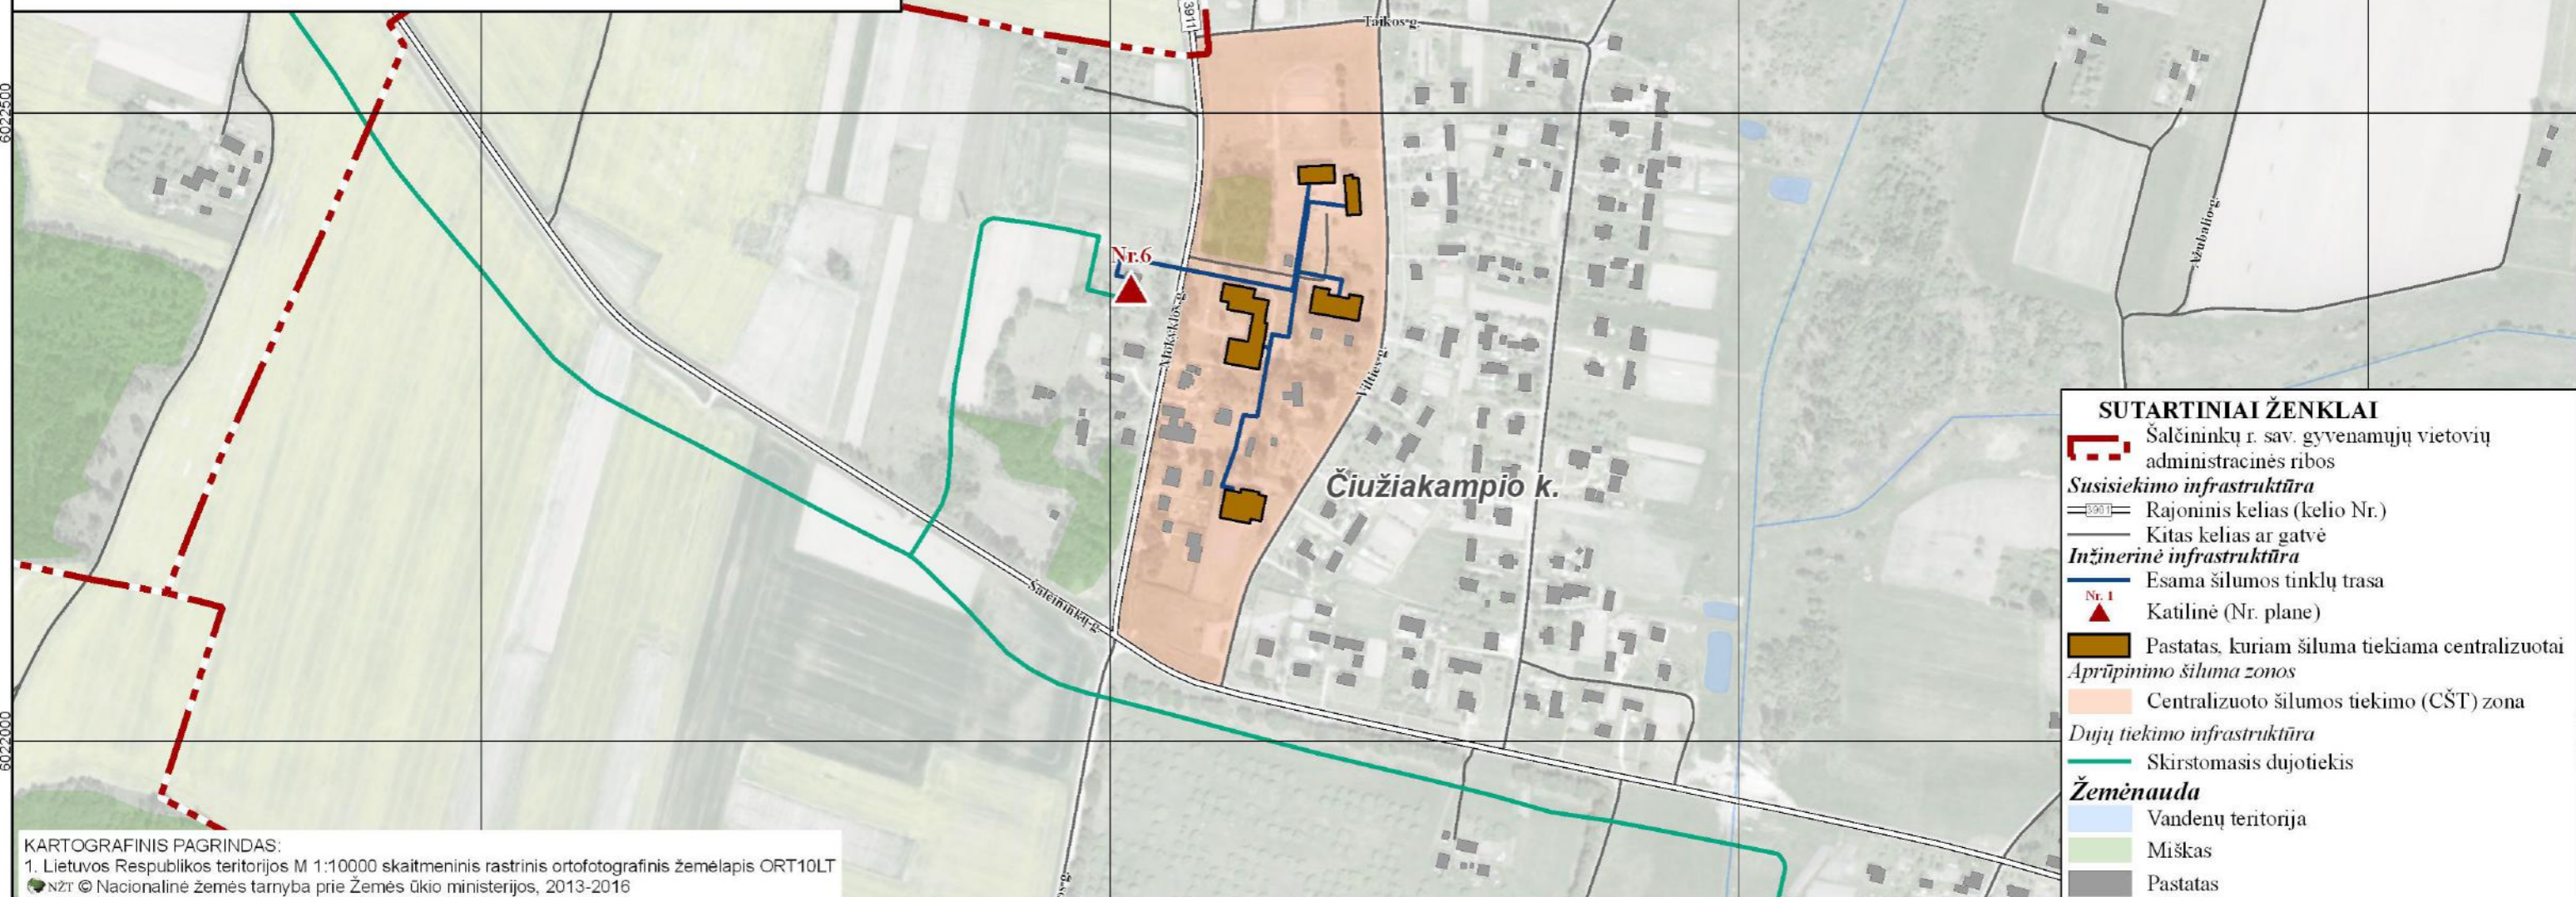 3911
Taikos g.
6022500
Ažubalio g.
Nr.6
Mokyklos g.
Vilties g.
Čiužiakampio k.
Šalčininkų g.
6022000
SUTARTINIAI ŽENKLAI
Šalčininkų r. sav. gyvenamųjų vietovių
administracinės ribos
Susisiekimo infrastruktūra
3901 Rajoninis kelias (kelio Nr.)
Kitas kelias ar gatvė
Inžinerinė infrastruktūra
Esama šilumos tinklų trasa
Nr. 1
Katilinė (Nr. plane)
Pastatas, kuriam šiluma tiekiama centralizuotai
Aprūpinimo šiluma zonos
Centralizuoto šilumos tiekimo (CŠT) zona
Dujų tiekimo infrastruktūra
Skirstomasis dujotiekis
Žemėnauda
Vandenų teritorija
Miškas
Pastatas
KARTOGRAFINIS PAGRINDAS:
1. Lietuvos Respublikos teritorijos M 1:10000 skaitmeninis rastrinis ortofotografinis žemėlapis ORT10LT
NŽT © Nacionalinė žemės tarnyba prie Žemės ūkio ministerijos, 2013-2016